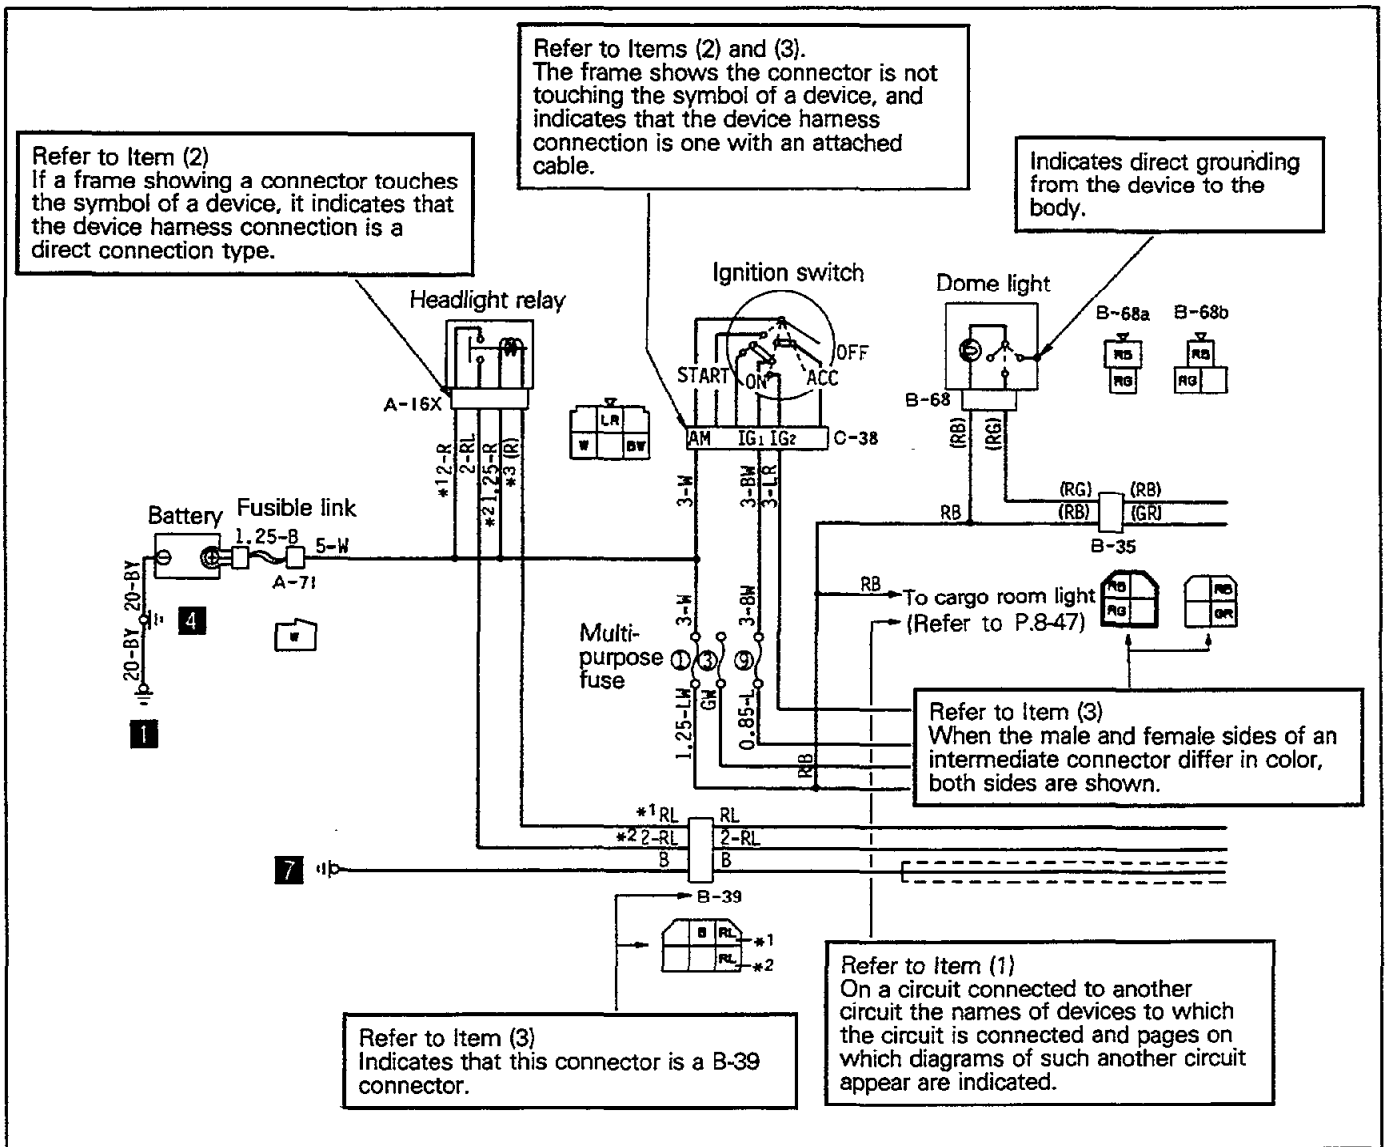 Refer to Items (2) and (3).
The frame shows the connector is not
touching the symbol of a device, and
indicates that the device harness
connection is one with an attached
cable.
Refer to Item (2)
If a frame showing a connector touches
the symbol of a device, it indicates that
the device harness connection is a
direct connection type.
Indicates direct grounding
from the device to the
body.
Headlight relay
Ignition switch
Dome light
B-68a
B-68b
RB
RG
RB
RG
START
ON
ACC
OFF
A-16X
LR
W
BW
AM
IG1
IG2
C-38
B-68
(RB)
(RG)
*1 2-R
2-RL
*2 1.25-R
*3 (R)
3-W
3-BW
3-LR
RB
(RG)
(RB)
(RB)
(GR)
B-35
Battery
Fusible link
1.25-B
5-W
A-71
W
20-BY
20-BY
4
1
RB
To cargo room light
(Refer to P.8-47)
RB
RG
RB
GR
3-W
3-BW
Multi-
purpose
fuse
1
3
9
1.25-LW
GW
0.85-L
RB
Refer to Item (3)
When the male and female sides of an
intermediate connector differ in color,
both sides are shown.
*1 RL
RL
*2 2-RL
2-RL
B
B
7
B-39
B
RL
*1
RL
*2
Refer to Item (3)
Indicates that this connector is a B-39
connector.
Refer to Item (1)
On a circuit connected to another
circuit the names of devices to which
the circuit is connected and pages on
which diagrams of such another circuit
appear are indicated.